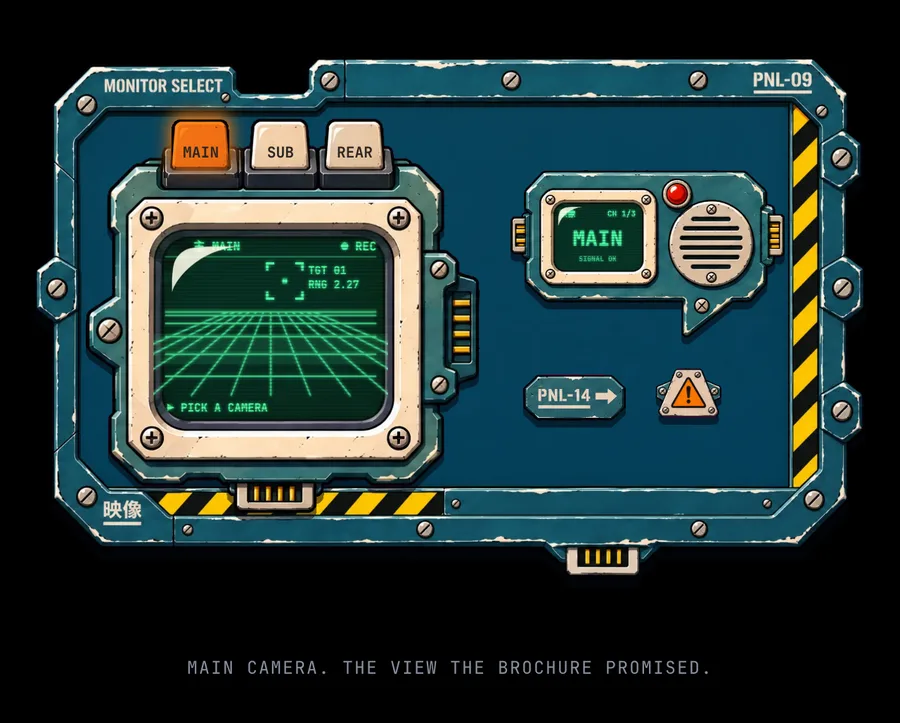 MONITOR SELECT
PNL-09
MAIN
SUB
REAR
主 MAIN
REC
TGT 01
RNG 2.27
PICK A CAMERA
CH 1/3
MAIN
SIGNAL OK
PNL-14
映像
MAIN CAMERA. THE VIEW THE BROCHURE PROMISED.